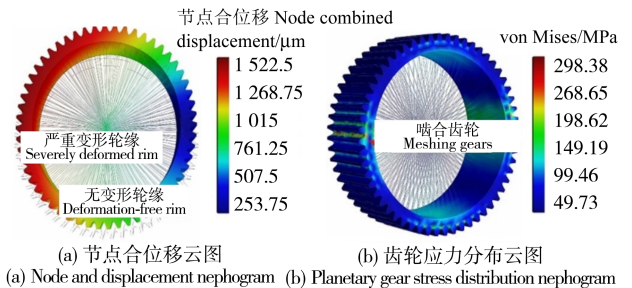 节点合位移 Node combined
displacement/μm
1 522.5
1 268.75
1 015
761.25
507.5
253.75
严重变形轮缘
Severely deformed rim
无变形轮缘
Deformation-free rim
(a) 节点合位移云图
(a) Node and displacement nephogram
von Mises/MPa
298.38
268.65
198.62
149.19
99.46
49.73
啮合齿轮
Meshing gears
(b) 齿轮应力分布云图
(b) Planetary gear stress distribution nephogram